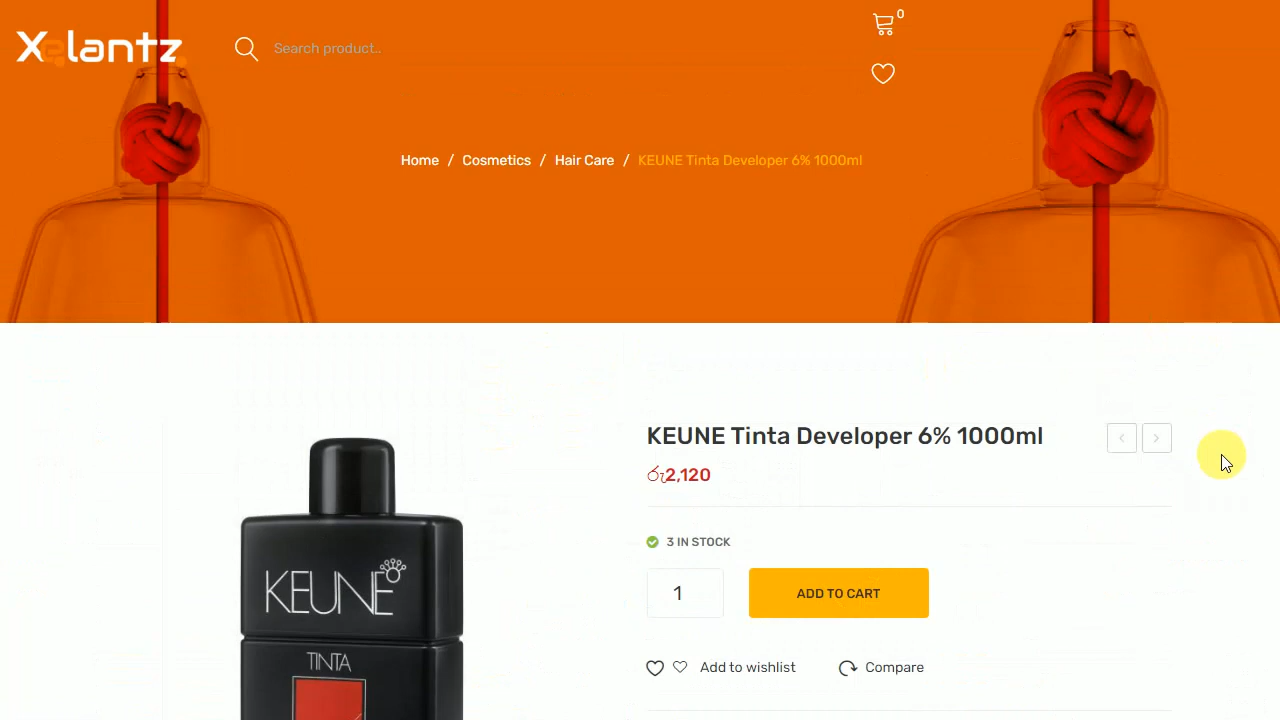 Xelantz
Search product..
0
Home / Cosmetics / Hair Care / KEUNE Tinta Developer 6% 1000ml
KEUNE Tinta Developer 6% 1000ml
රු2,120
3 IN STOCK
1
ADD TO CART
Add to wishlist
Compare
KEUNE
TINTA